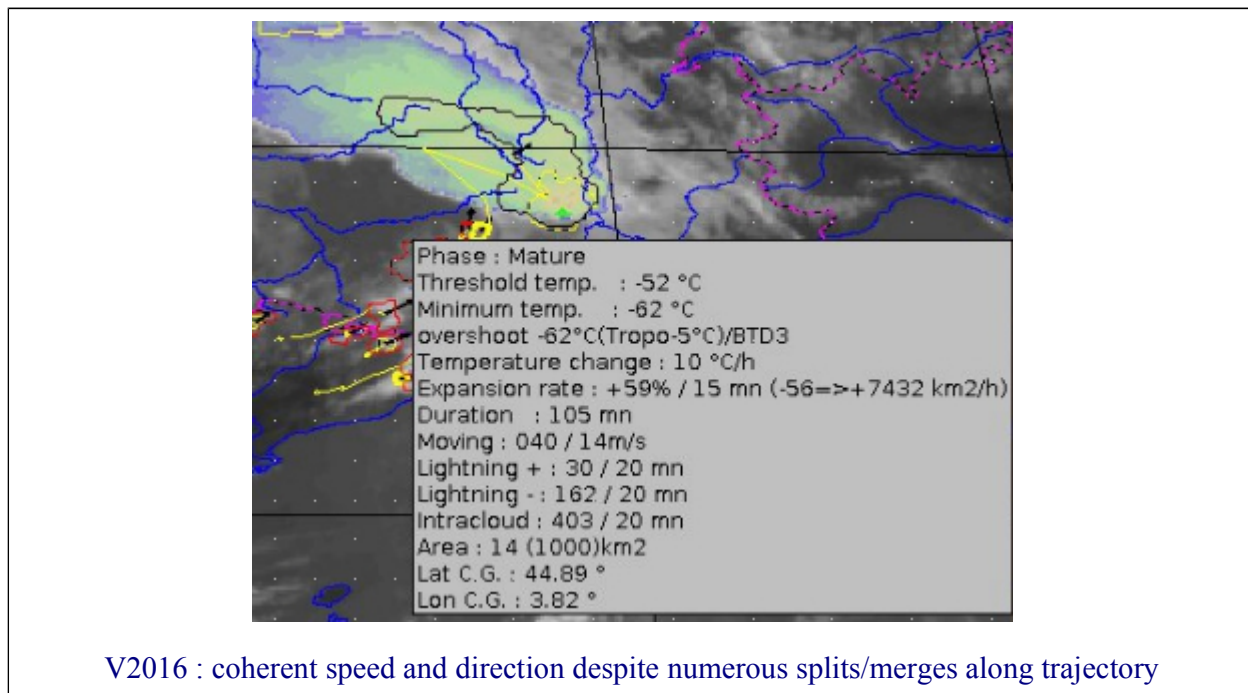 Phase : Mature
Threshold temp. : -52 °C
Minimum temp. : -62 °C
overshoot -62°C(Tropo-5°C)/BTD3
Temperature change : 10 °C/h
Expansion rate : +59% / 15 mn (-56=>+7432 km2/h)
Duration : 105 mn
Moving : 040 / 14m/s
Lightning + : 30 / 20 mn
Lightning - : 162 / 20 mn
Intracloud : 403 / 20 mn
Area : 14 (1000)km2
Lat C.G. : 44.89 °
Lon C.G. : 3.82 °
V2016 : coherent speed and direction despite numerous splits/merges along trajectory